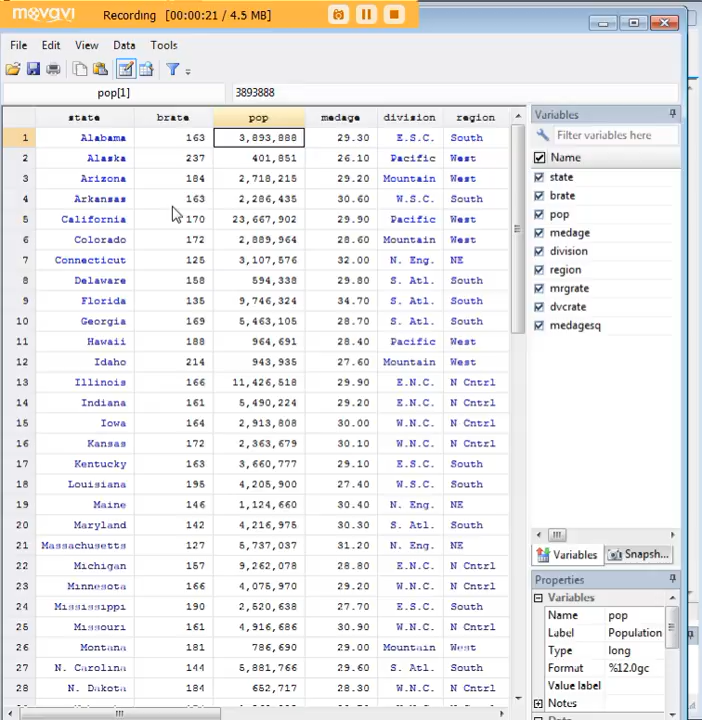 movavi Recording [00:00:21 / 4.5 MB]
File Edit View Data Tools
pop[1] 3893888
state brate pop medage division region
1 Alabama 163 3,893,888 29.30 E.S.C. South
2 Alaska 237 401,851 26.10 Pacific West
3 Arizona 184 2,718,215 29.20 Mountain West
4 Arkansas 163 2,286,435 30.60 W.S.C. South
5 California 170 23,667,902 29.90 Pacific West
6 Colorado 172 2,889,964 28.60 Mountain West
7 Connecticut 125 3,107,576 32.00 N. Eng. NE
8 Delaware 158 594,338 29.80 S. Atl. South
9 Florida 135 9,746,324 34.70 S. Atl. South
10 Georgia 169 5,463,105 28.70 S. Atl. South
11 Hawaii 188 964,691 28.40 Pacific West
12 Idaho 214 943,935 27.60 Mountain West
13 Illinois 166 11,426,518 29.90 E.N.C. N Cntrl
14 Indiana 161 5,490,224 29.20 E.N.C. N Cntrl
15 Iowa 164 2,913,808 30.00 W.N.C. N Cntrl
16 Kansas 172 2,363,679 30.10 W.N.C. N Cntrl
17 Kentucky 163 3,660,777 29.10 E.S.C. South
18 Louisiana 195 4,205,900 27.40 W.S.C. South
19 Maine 146 1,124,660 30.40 N. Eng. NE
20 Maryland 142 4,216,975 30.30 S. Atl. South
21 Massachusetts 127 5,737,037 31.20 N. Eng. NE
22 Michigan 157 9,262,078 28.80 E.N.C. N Cntrl
23 Minnesota 166 4,075,970 29.20 W.N.C. N Cntrl
24 Mississippi 190 2,520,638 27.70 E.S.C. South
25 Missouri 161 4,916,686 30.90 W.N.C. N Cntrl
26 Montana 181 786,690 29.00 Mountain West
27 N. Carolina 144 5,881,766 29.60 S. Atl. South
28 N. Dakota 184 652,717 28.30 W.N.C. N Cntrl
Variables
Filter variables here
Name
state
brate
pop
medage
division
region
mrgrate
dvcrate
medagesq
Variables Snapsh...
Properties
Variables
Name pop
Label Population
Type long
Format %12.0gc
Value label
Notes